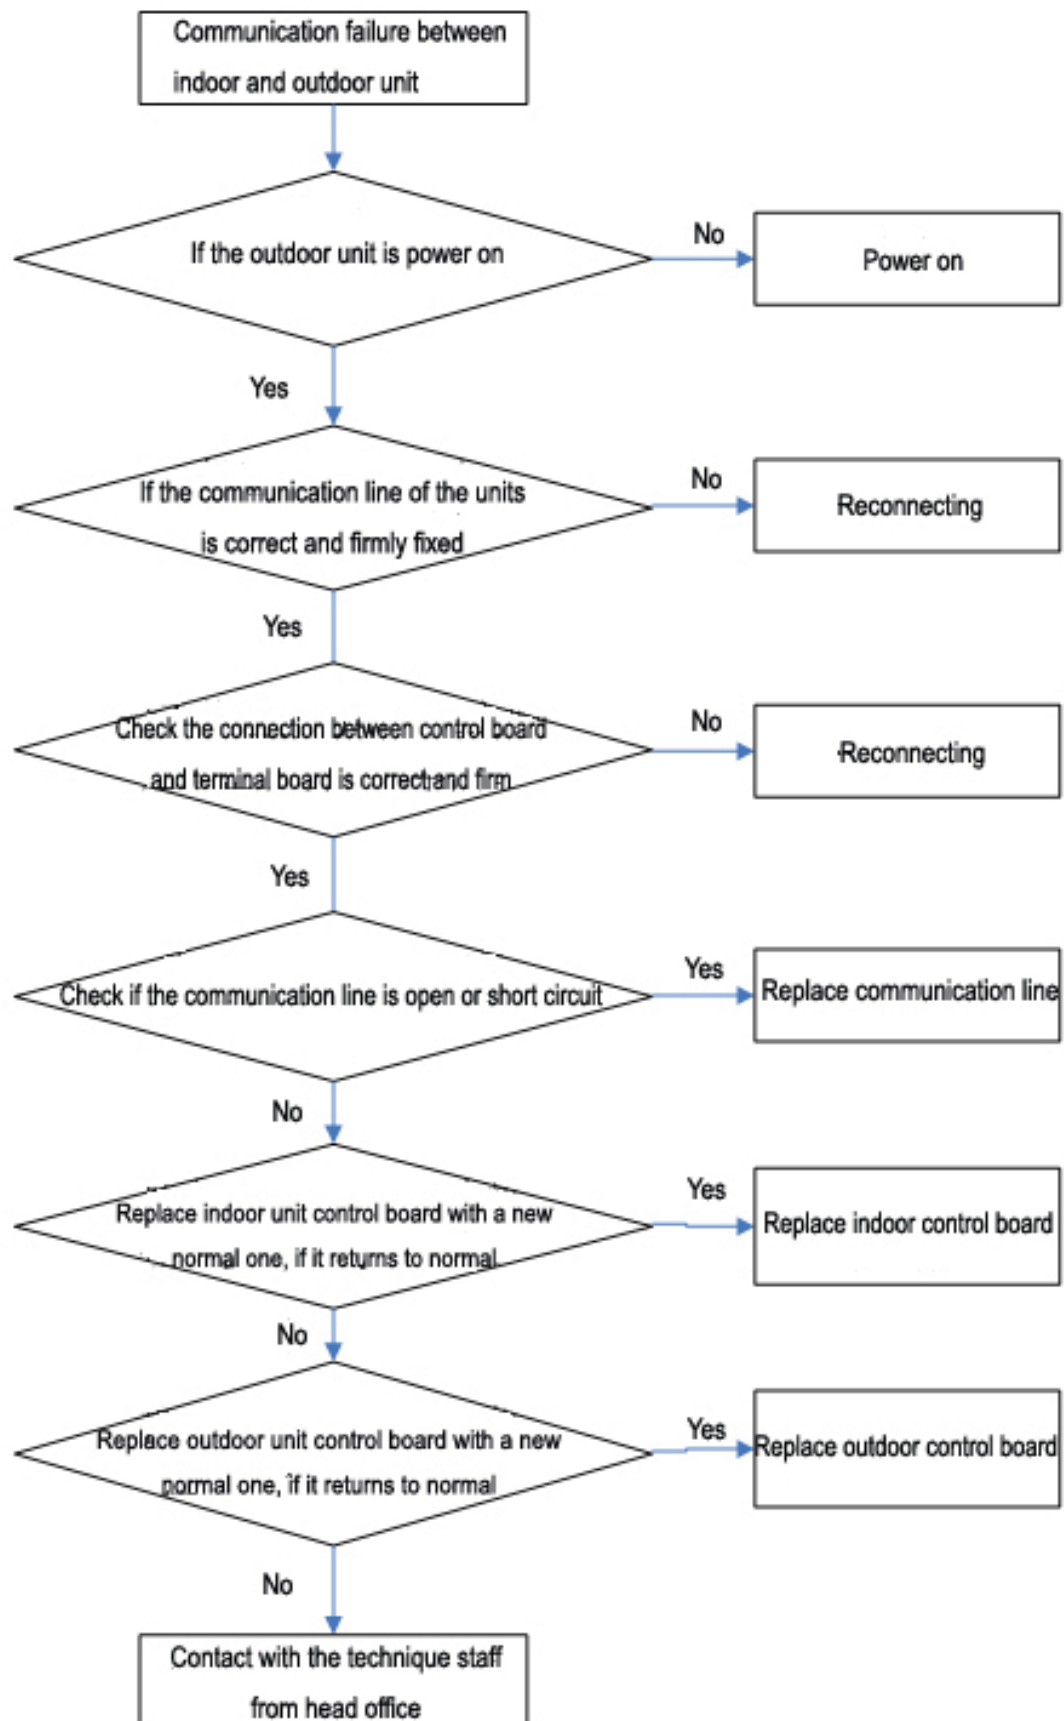 Communication failure between
indoor and outdoor unit
If the outdoor unit is power on
No
Power on
Yes
If the communication line of the units
is correct and firmly fixed
No
Reconnecting
Yes
Check the connection between control board
and terminal board is correct and firm
No
Reconnecting
Yes
Check if the communication line is open or short circuit
Yes
Replace communication line
No
Replace indoor unit control board with a new
normal one, if it returns to normal
Yes
Replace indoor control board
No
Replace outdoor unit control board with a new
normal one, if it returns to normal
Yes
Replace outdoor control board
No
Contact with the technique staff
from head office